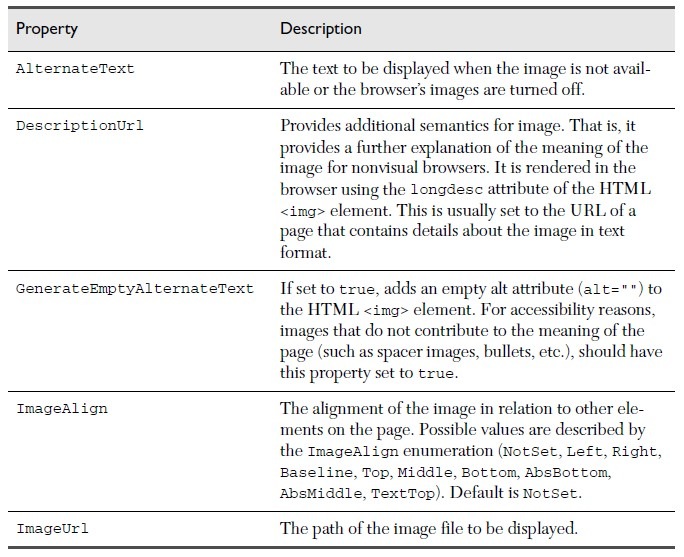 Property Description
AlternateText The text to be displayed when the image is not avail-
able or the browser's images are turned off.
DescriptionUrl Provides additional semantics for image. That is, it
provides a further explanation of the meaning of the
image for nonvisual browsers. It is rendered in the
browser using the longdesc attribute of the HTML
<img> element. This is usually set to the URL of a
page that contains details about the image in text
format.
GenerateEmptyAlternateText If set to true, adds an empty alt attribute (alt="") to
the HTML <img> element. For accessibility reasons,
images that do not contribute to the meaning of the
page (such as spacer images, bullets, etc.), should have
this property set to true.
ImageAlign The alignment of the image in relation to other ele-
ments on the page. Possible values are described by
the ImageAlign enumeration (NotSet, Left, Right,
Baseline, Top, Middle, Bottom, AbsBottom,
AbsMiddle, TextTop). Default is NotSet.
ImageUrl The path of the image file to be displayed.